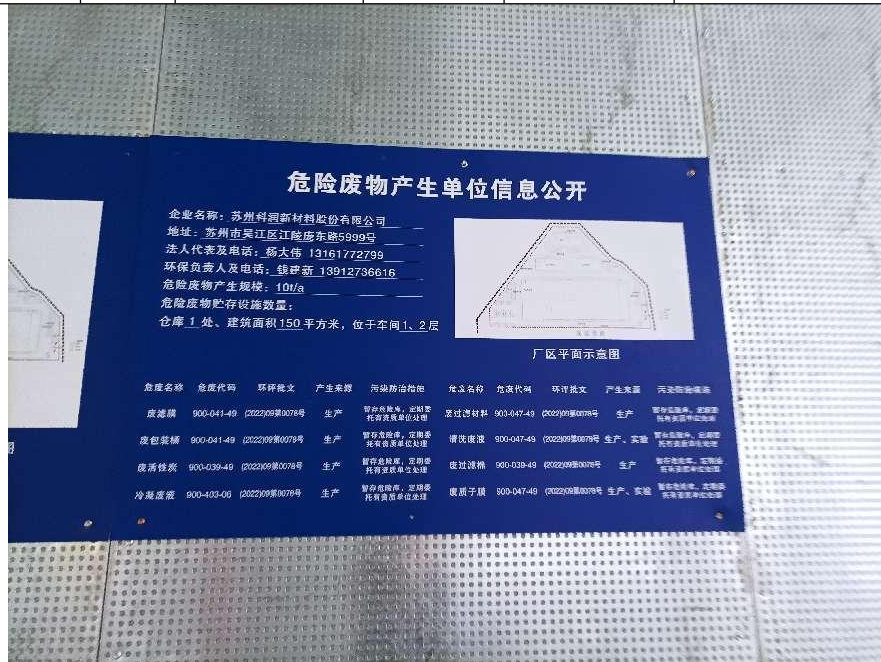 危险废物产生单位信息公开
企业名称：苏州科润新材料股份有限公司
地址：苏州市吴江区江陵庞东路5999号
法人代表及电话：杨大伟 13161772799
环保负责人及电话：钱建新 13912736616
危险废物产生规模：10t/a
危险废物贮存设施数量：
仓库1处、建筑面积150平方米，位于车间1、2层
厂区平面示意图
危废名称 危废代码 环评批文 产生来源 污染防治措施 危废名称 危废代码 环评批文 产生来源 污染防治措施
废滤膜 900-041-49 (2022)09第0078号 生产 暂存危险库，定期委托有资质单位处理 废过滤材料 900-047-49 (2022)09第0078号 生产 暂存危险库，定期委托有资质单位处理
废包装桶 900-041-49 (2022)09第0078号 生产 暂存危险库，定期委托有资质单位处理 清洗废液 900-047-49 (2022)09第0078号 生产、实验 暂存危险库，定期委托有资质单位处理
废活性炭 900-039-49 (2022)09第0078号 生产 暂存危险库，定期委托有资质单位处理 废过滤棉 900-039-49 (2022)09第0078号 生产 暂存危险库，定期委托有资质单位处理
冷凝废液 900-403-06 (2022)09第0078号 生产 暂存危险库，定期委托有资质单位处理 废质子膜 900-047-49 (2022)09第0078号 生产、实验 暂存危险库，定期委托有资质单位处理